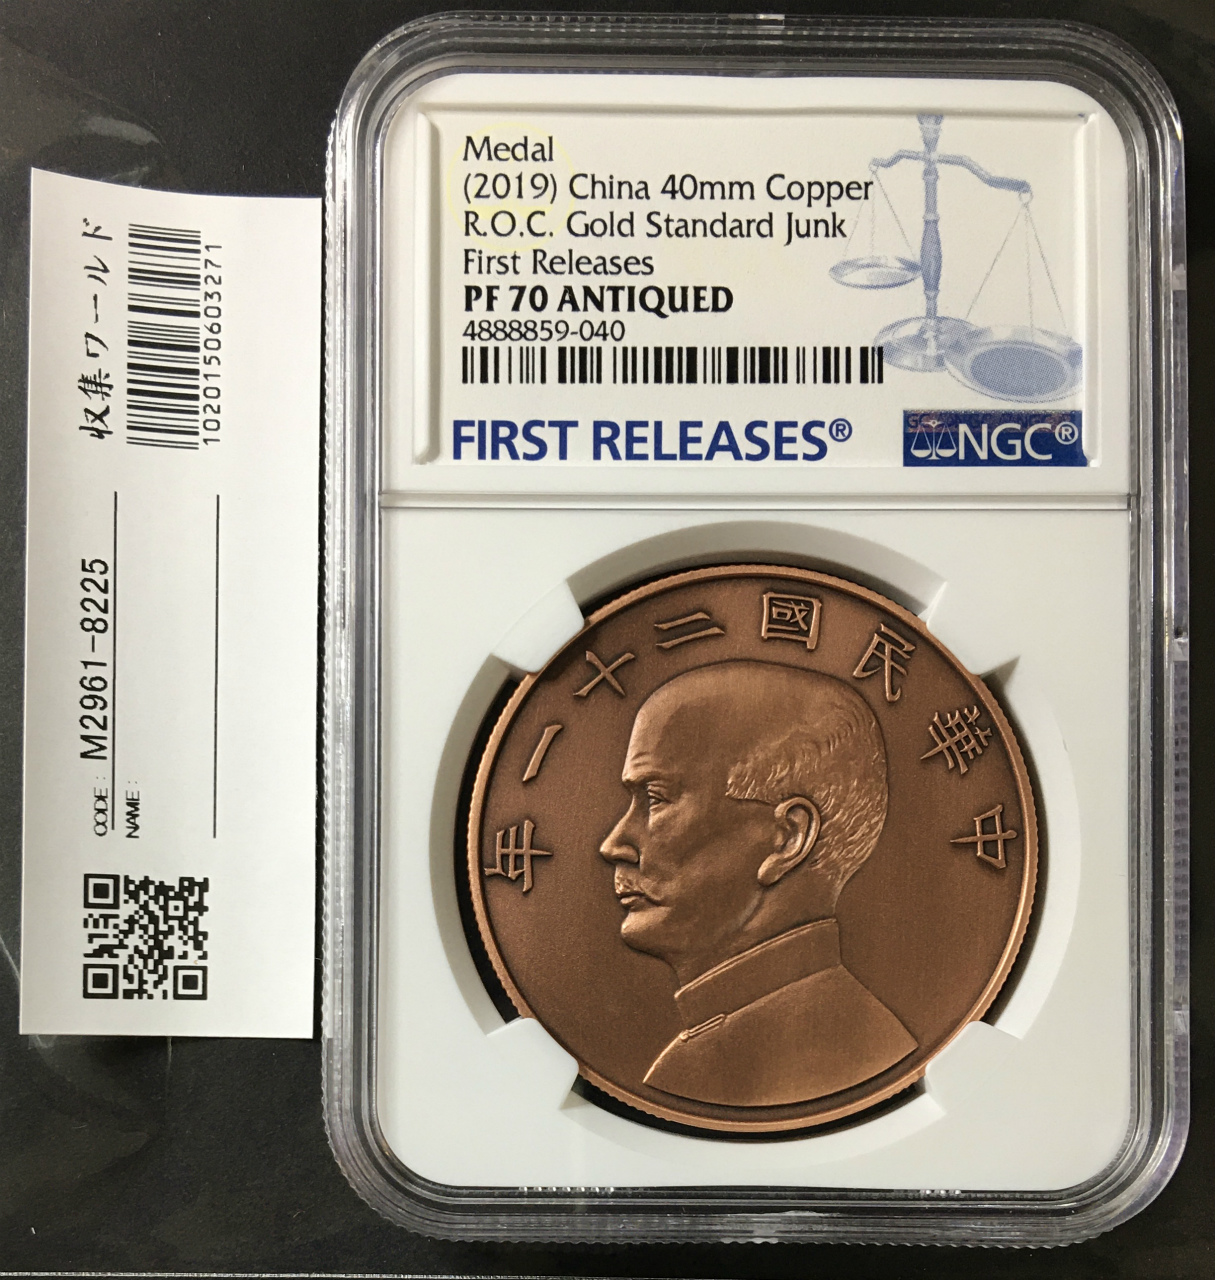 収集ワールド
1020150603271
CODE: M2961-8225
NAME:
Medal
(2019) China 40mm Copper
R.O.C. Gold Standard Junk
First Releases
PF 70 ANTIQUED
4888859-040
FIRST RELEASES®
NGC®
中華民國二十一年